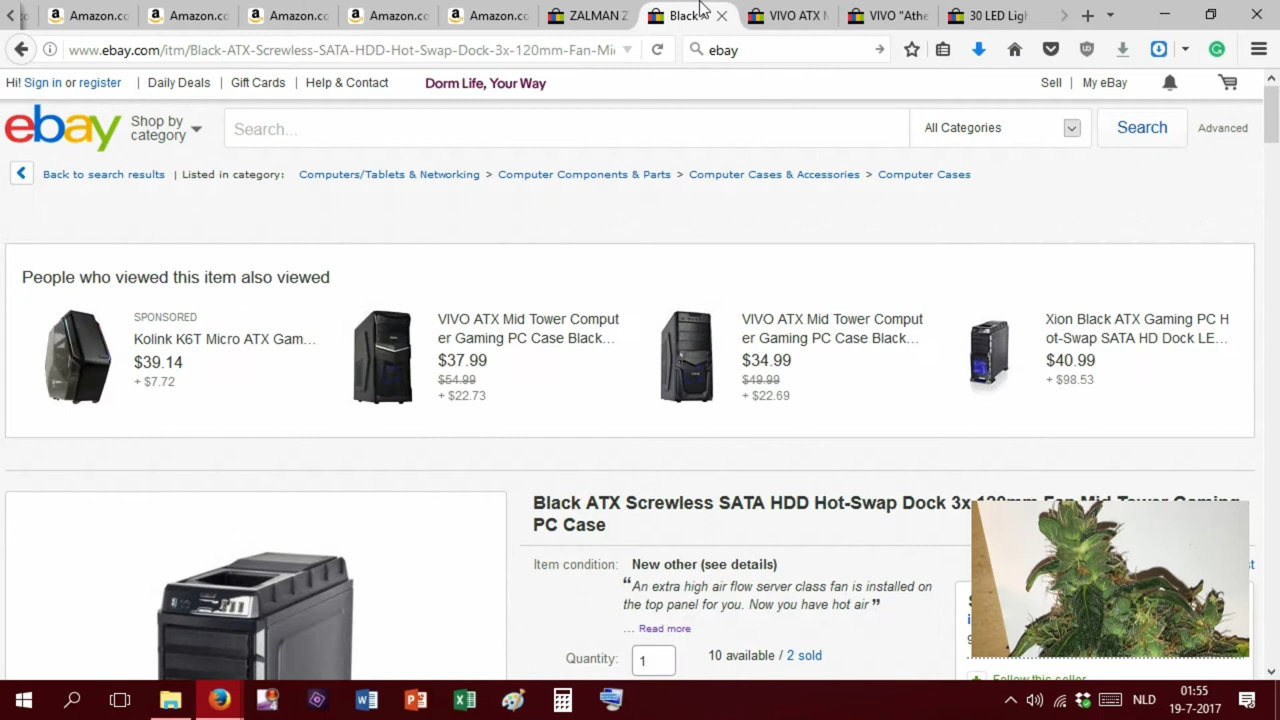 Amazon.co
Amazon.co
Amazon.co
Amazon.co
Amazon.co
ZALMAN Z
Black
VIVO ATX M
VIVO "Athe
30 LED Ligh
www.ebay.com/itm/Black-ATX-Screwless-SATA-HDD-Hot-Swap-Dock-3x-120mm-Fan-Mi
ebay
Hi! Sign in or register | Daily Deals | Gift Cards | Help & Contact Dorm Life, Your Way Sell | My eBay
ebay Shop by category
Search...
All Categories
Search
Advanced
Back to search results | Listed in category: Computers/Tablets & Networking > Computer Components & Parts > Computer Cases & Accessories > Computer Cases
People who viewed this item also viewed
SPONSORED
Kolink K6T Micro ATX Gam...
$39.14
+ $7.72
VIVO ATX Mid Tower Comput
er Gaming PC Case Black...
$37.99
$54.99
+ $22.73
VIVO ATX Mid Tower Comput
er Gaming PC Case Black...
$34.99
$49.99
+ $22.69
Xion Black ATX Gaming PC H
ot-Swap SATA HD Dock LE...
$40.99
+ $98.53
Black ATX Screwless SATA HDD Hot-Swap Dock 3x 120mm Fan Mid Tower Gaming
PC Case
Item condition: New other (see details)
“An extra high air flow server class fan is installed on
the top panel for you. Now you have hot air”
... Read more
Quantity: 1 10 available / 2 sold
Follow this seller
NLD
01:55
19-7-2017